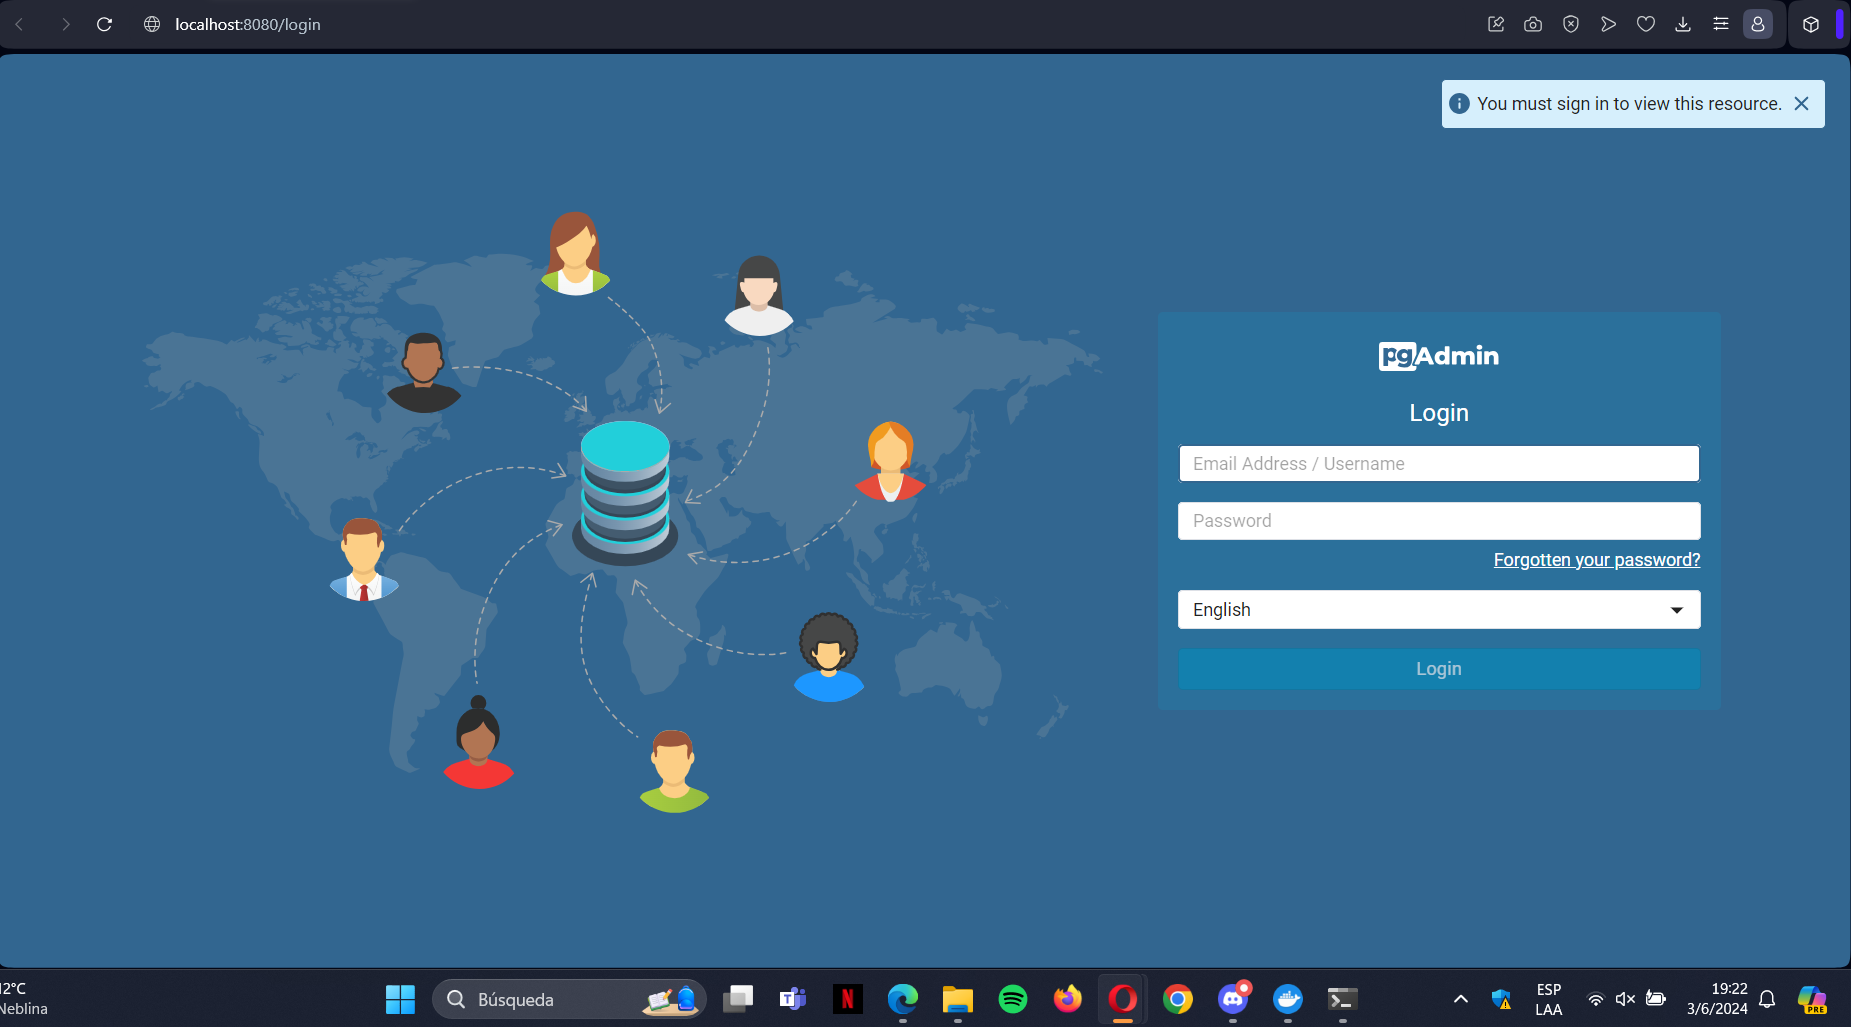 localhost:8080/login
You must sign in to view this resource.
pgAdmin
Login
Email Address / Username
Password
Forgotten your password?
English
Login
12°C
Neblina
Búsqueda
T
N
PRE
ESP
LAA
19:22
3/6/2024